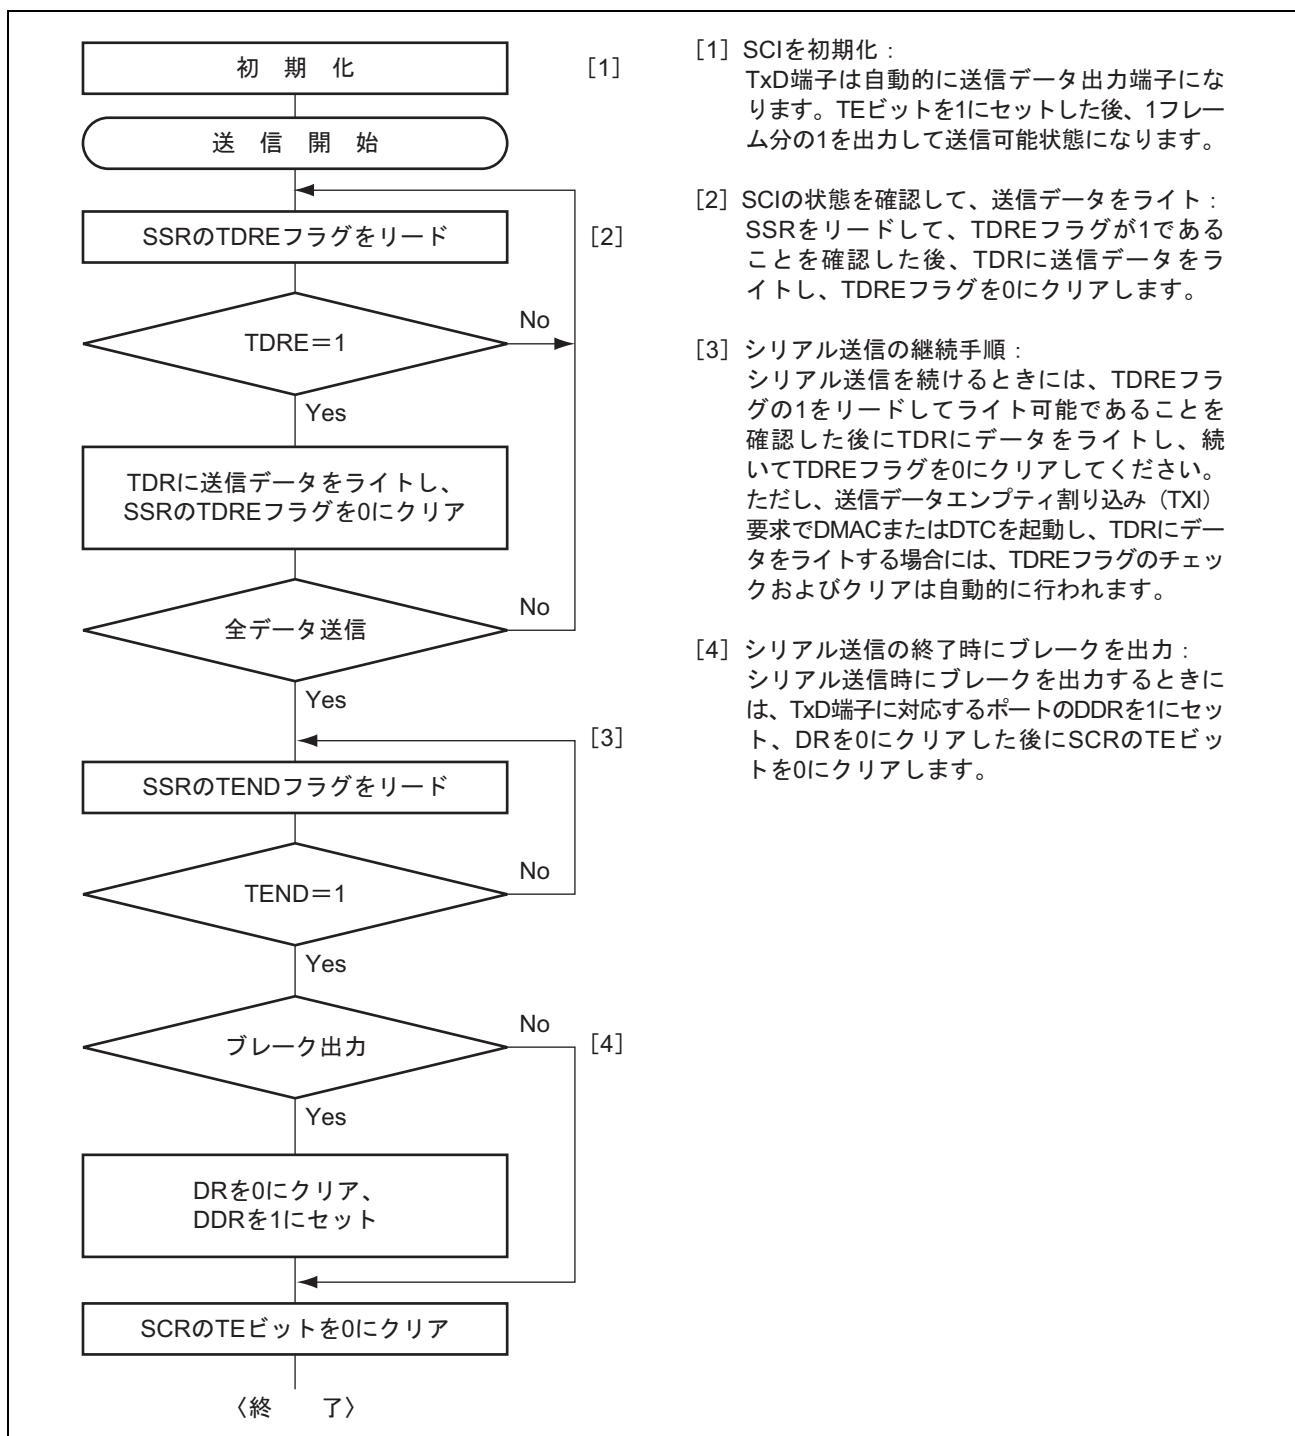 初 期 化
[1]
送 信 開 始
SSRのTDREフラグをリード
[2]
TDRE=1
No
Yes
TDRに送信データをライトし、
SSRのTDREフラグを0にクリア
全データ送信
No
Yes
[3]
SSRのTENDフラグをリード
TEND=1
No
Yes
ブレーク出力
No
[4]
Yes
DRを0にクリア、
DDRを1にセット
SCRのTEビットを0にクリア
〈終 了〉
[1] SCIを初期化：
TxD端子は自動的に送信データ出力端子にな
ります。TEビットを1にセットした後、1フレー
ム分の1を出力して送信可能状態になります。
[2] SCIの状態を確認して、送信データをライト：
SSRをリードして、TDREフラグが1である
ことを確認した後、TDRに送信データをラ
イトし、TDREフラグを0にクリアします。
[3] シリアル送信の継続手順：
シリアル送信を続けるときには、TDREフラ
グの1をリードしてライト可能であることを
確認した後にTDRにデータをライトし、続
いてTDREフラグを0にクリアしてください。
ただし、送信データエンプティ割り込み（TXI）
要求でDMACまたはDTCを起動し、TDRにデー
タをライトする場合には、TDREフラグのチェッ
クおよびクリアは自動的に行われます。
[4] シリアル送信の終了時にブレークを出力：
シリアル送信時にブレークを出力するときに
は、TxD端子に対応するポートのDDRを1にセッ
ト、DRを0にクリアした後にSCRのTEビッ
トを0にクリアします。